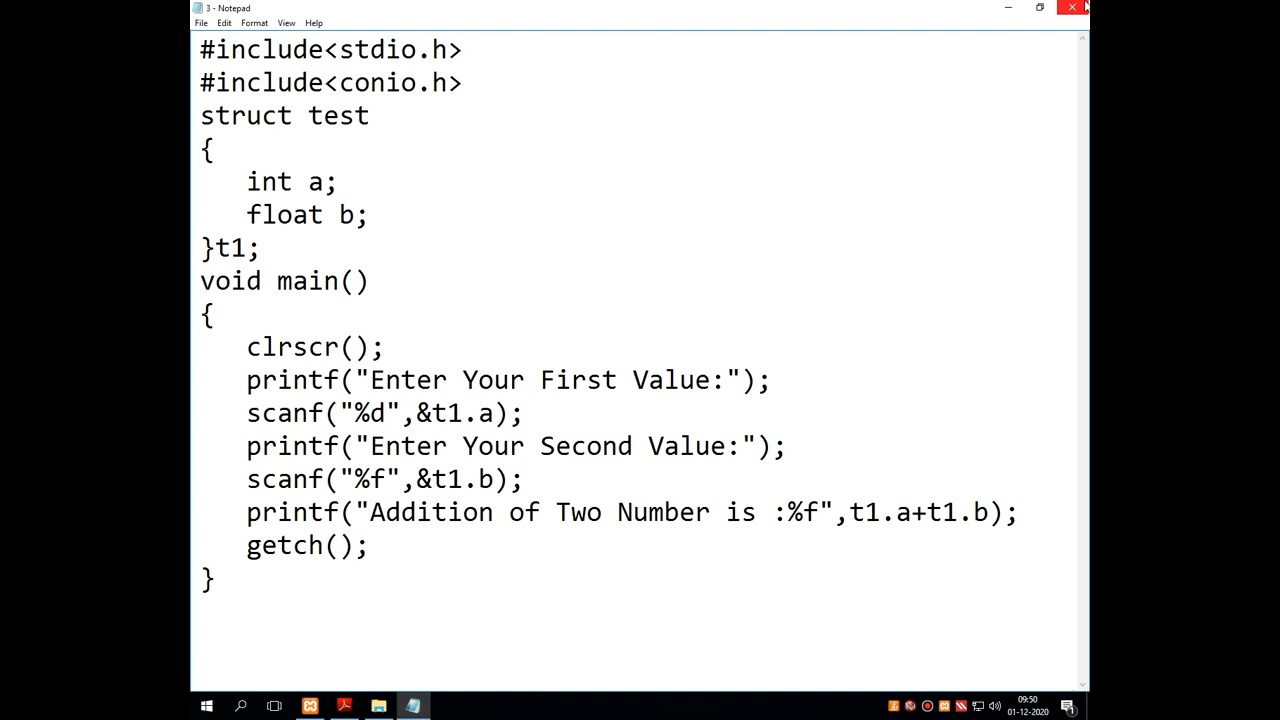 3 - Notepad
File Edit Format View Help
#include<stdio.h>
#include<conio.h>
struct test
{
   int a;
   float b;
}t1;
void main()
{
   clrscr();
   printf("Enter Your First Value:");
   scanf("%d",&t1.a);
   printf("Enter Your Second Value:");
   scanf("%f",&t1.b);
   printf("Addition of Two Number is :%f",t1.a+t1.b);
   getch();
}
09:50
01-12-2020